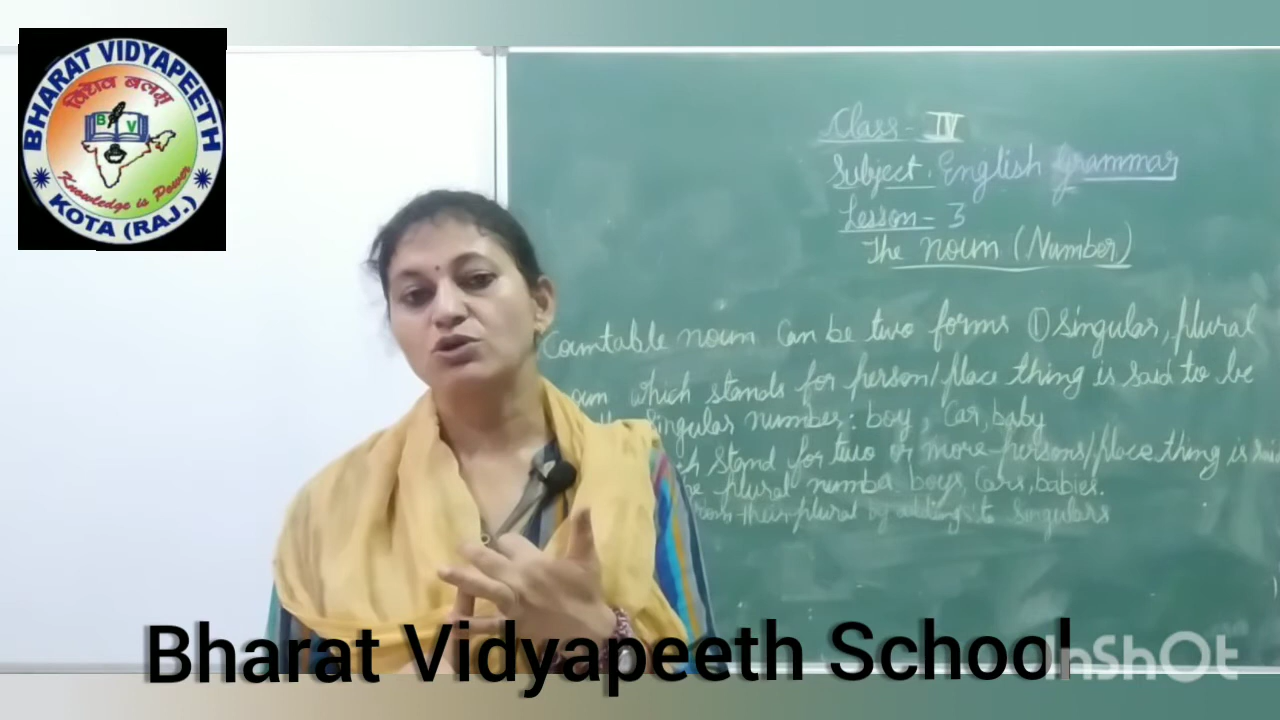 BHARAT VIDYAPEETH
विद्यैव बलम्
B V
Knowledge is Power
KOTA (RAJ.)
Class- IV
Subject. English grammar
Lesson- 3
The noun (Number)
Countable noun Can be two forms ① Singular, plural
which stands for person/place thing is said to be
Singular number: boy, Car, baby
stand for two or more persons/place thing is said
plural numba boys, Cars, babies.
their plural by adding Singulars
Bharat Vidyapeeth School
InShOt